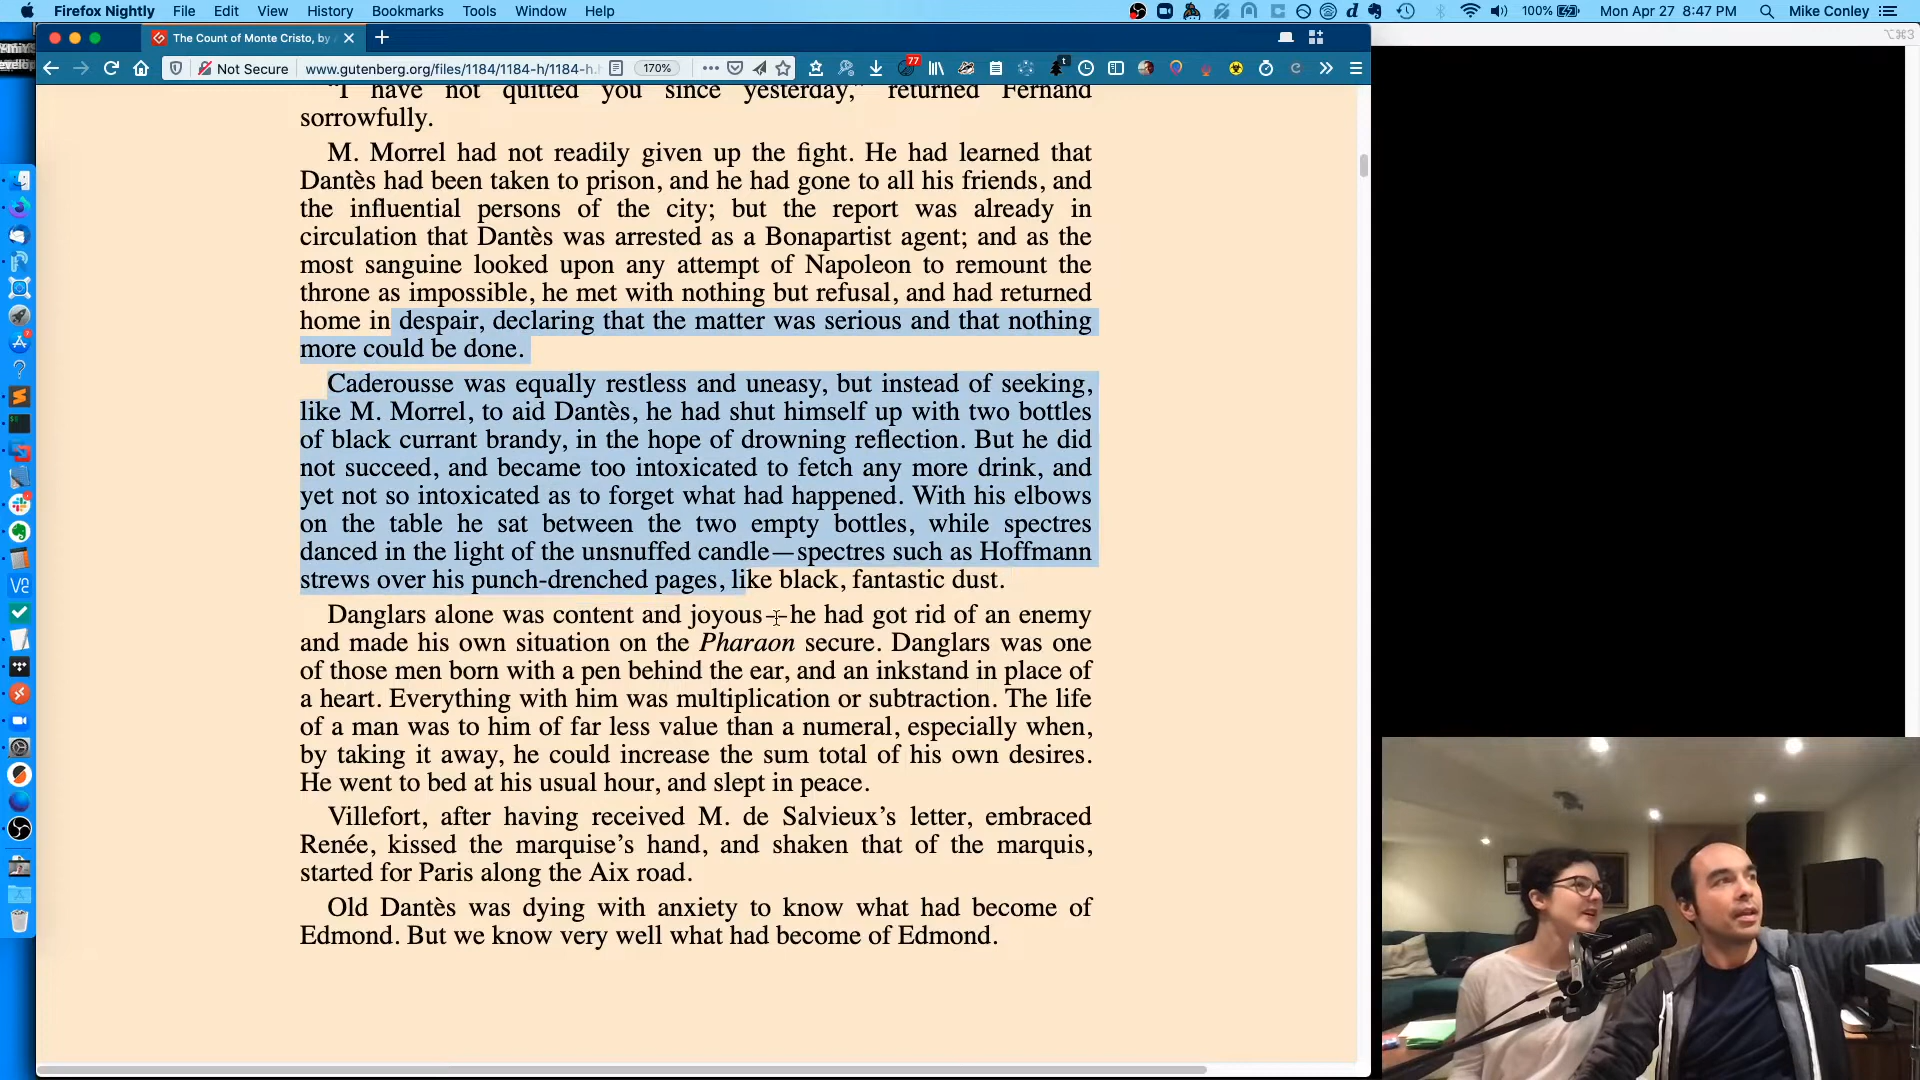 Firefox Nightly File Edit View History Bookmarks Tools Window Help
100% Mon Apr 27 8:47 PM Mike Conley
The Count of Monte Cristo, by
⌥⌘3
Not Secure www.gutenberg.org/files/1184/1184-h/1184-h. 170% 77
“I have not quitted you since yesterday,” returned Fernand
sorrowfully.
M. Morrel had not readily given up the fight. He had learned that
Dantès had been taken to prison, and he had gone to all his friends, and
the influential persons of the city; but the report was already in
circulation that Dantès was arrested as a Bonapartist agent; and as the
most sanguine looked upon any attempt of Napoleon to remount the
throne as impossible, he met with nothing but refusal, and had returned
home in despair, declaring that the matter was serious and that nothing
more could be done.
Caderousse was equally restless and uneasy, but instead of seeking,
like M. Morrel, to aid Dantès, he had shut himself up with two bottles
of black currant brandy, in the hope of drowning reflection. But he did
not succeed, and became too intoxicated to fetch any more drink, and
yet not so intoxicated as to forget what had happened. With his elbows
on the table he sat between the two empty bottles, while spectres
danced in the light of the unsnuffed candle—spectres such as Hoffmann
strews over his punch-drenched pages, like black, fantastic dust.
Danglars alone was content and joyous—he had got rid of an enemy
and made his own situation on the Pharaon secure. Danglars was one
of those men born with a pen behind the ear, and an inkstand in place of
a heart. Everything with him was multiplication or subtraction. The life
of a man was to him of far less value than a numeral, especially when,
by taking it away, he could increase the sum total of his own desires.
He went to bed at his usual hour, and slept in peace.
Villefort, after having received M. de Salvieux’s letter, embraced
Renée, kissed the marquise’s hand, and shaken that of the marquis,
started for Paris along the Aix road.
Old Dantès was dying with anxiety to know what had become of
Edmond. But we know very well what had become of Edmond.